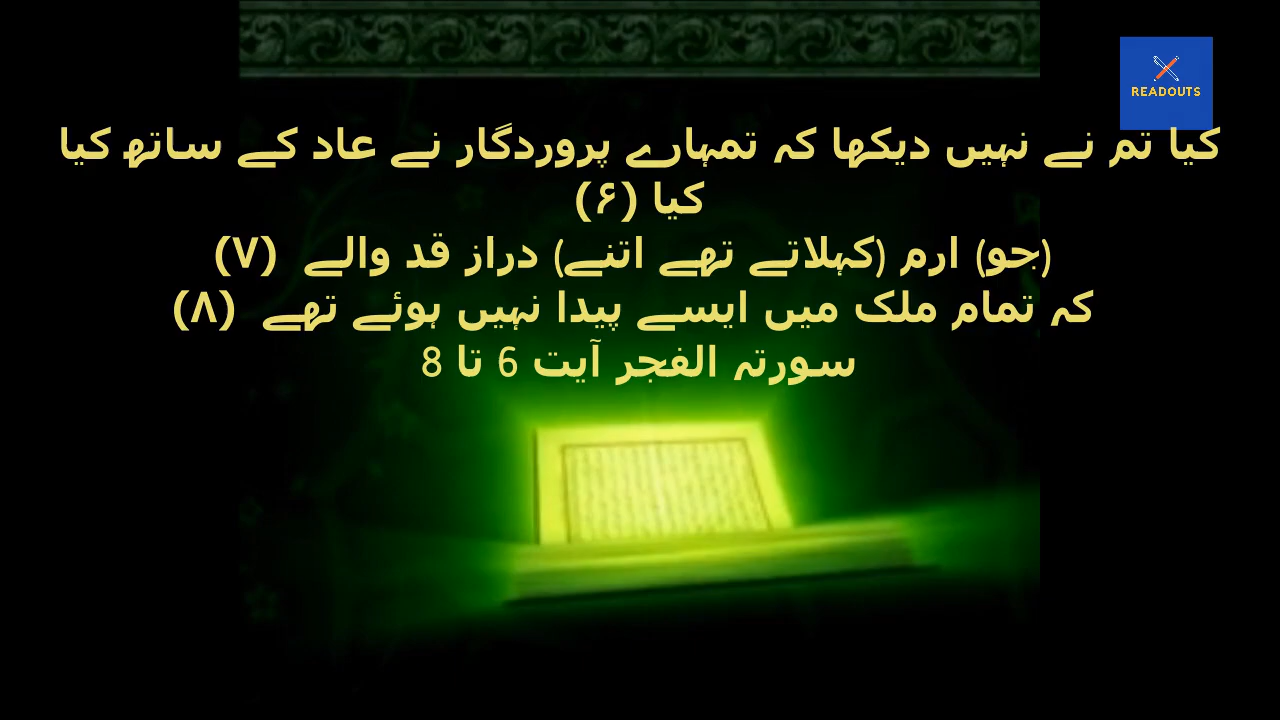 READOUTS
کیا تم نے نہیں دیکھا کہ تمہارے پروردگار نے عاد کے ساتھ کیا
کیا (۶)
(جو) ارم (کہلاتے تھے اتنے) دراز قد والے (۷)
کہ تمام ملک میں ایسے پیدا نہیں ہوئے تھے (۸)
سورتہ الفجر آیت 6 تا 8